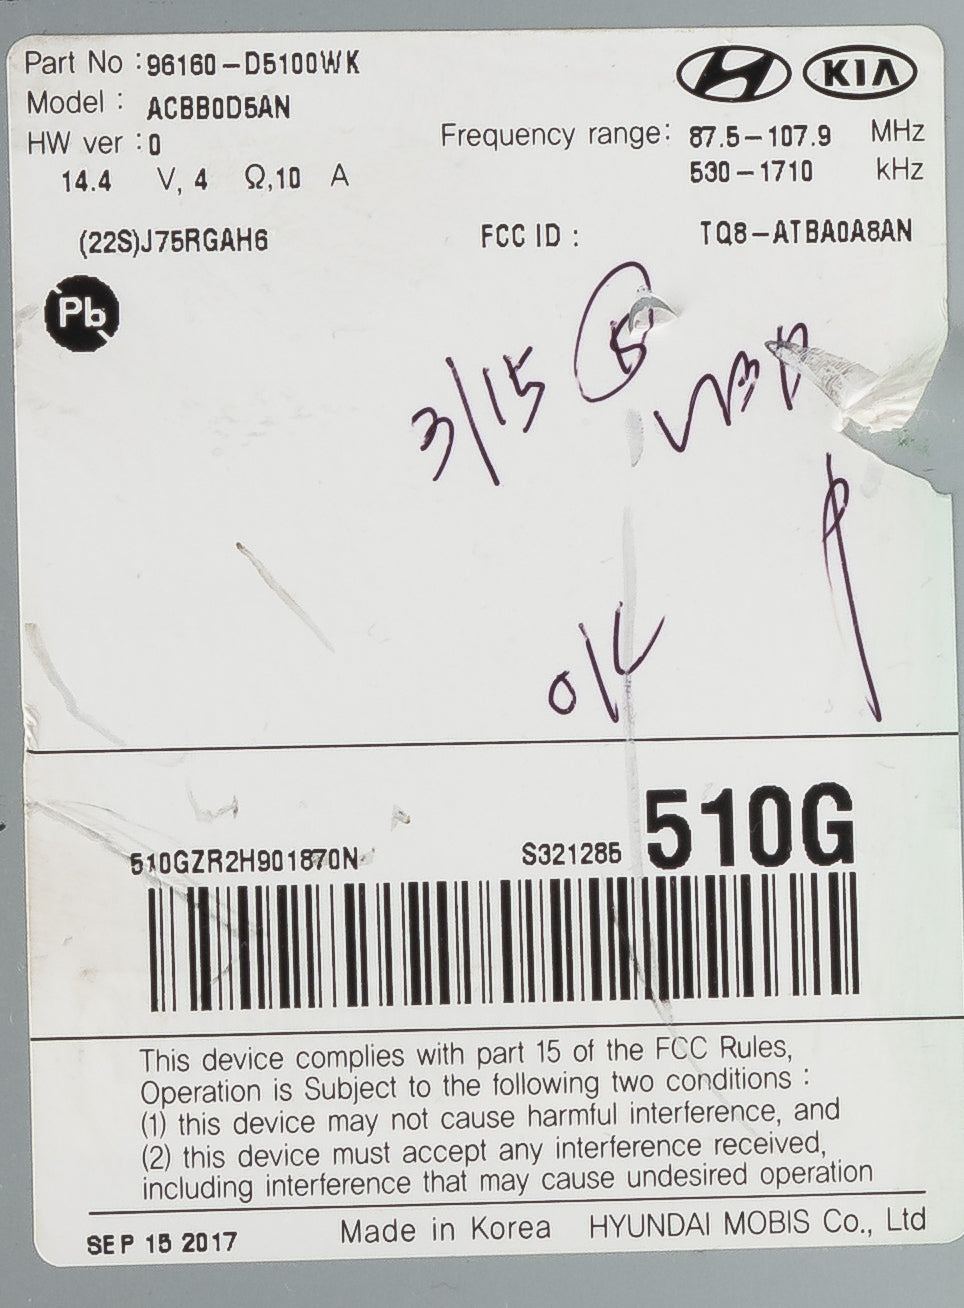 Part No : 96160-D5100WK
HYUNDAI KIA
Model : ACBB0D5AN
HW ver : 0
Frequency range: 87.5-107.9 MHz
14.4 V, 4 Ω, 10 A
530-1710 kHz
(22S)J75RGAH6
FCC ID : TQ8-ATBA0A8AN
Pb
3/15
O/K
510G
510GZR2H901870N
S321285
This device complies with part 15 of the FCC Rules,
Operation is Subject to the following two conditions :
(1) this device may not cause harmful interference, and
(2) this device must accept any interference received,
including interference that may cause undesired operation
SEP 15 2017
Made in Korea HYUNDAI MOBIS Co., Ltd